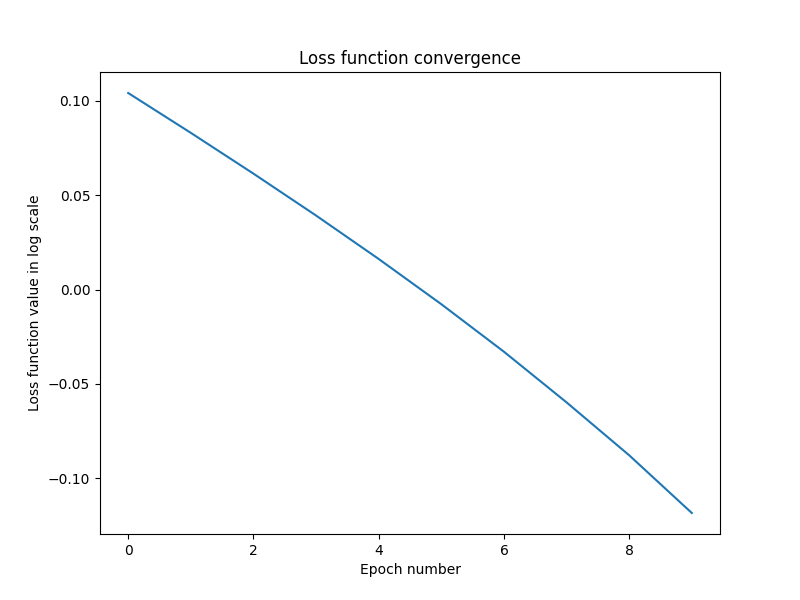 Loss function convergence
Loss function value in log scale
0.10
0.05
0.00
−0.05
−0.10
0 2 4 6 8
Epoch number